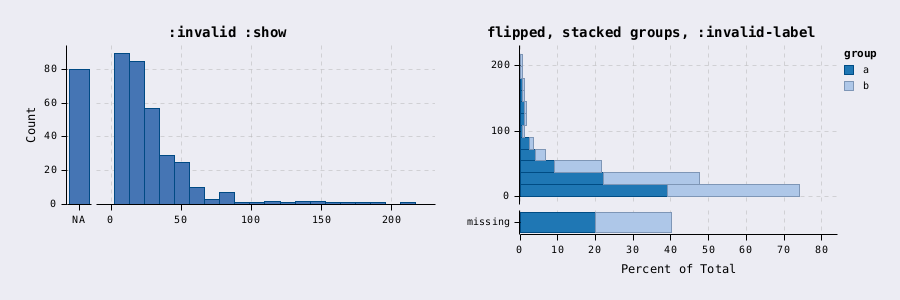 :invalid :show
Count
80
60
40
20
0
NA 0 50 100 150 200
flipped, stacked groups, :invalid-label
200
100
0
missing
0 10 20 30 40 50 60 70 80
Percent of Total
group
a
b